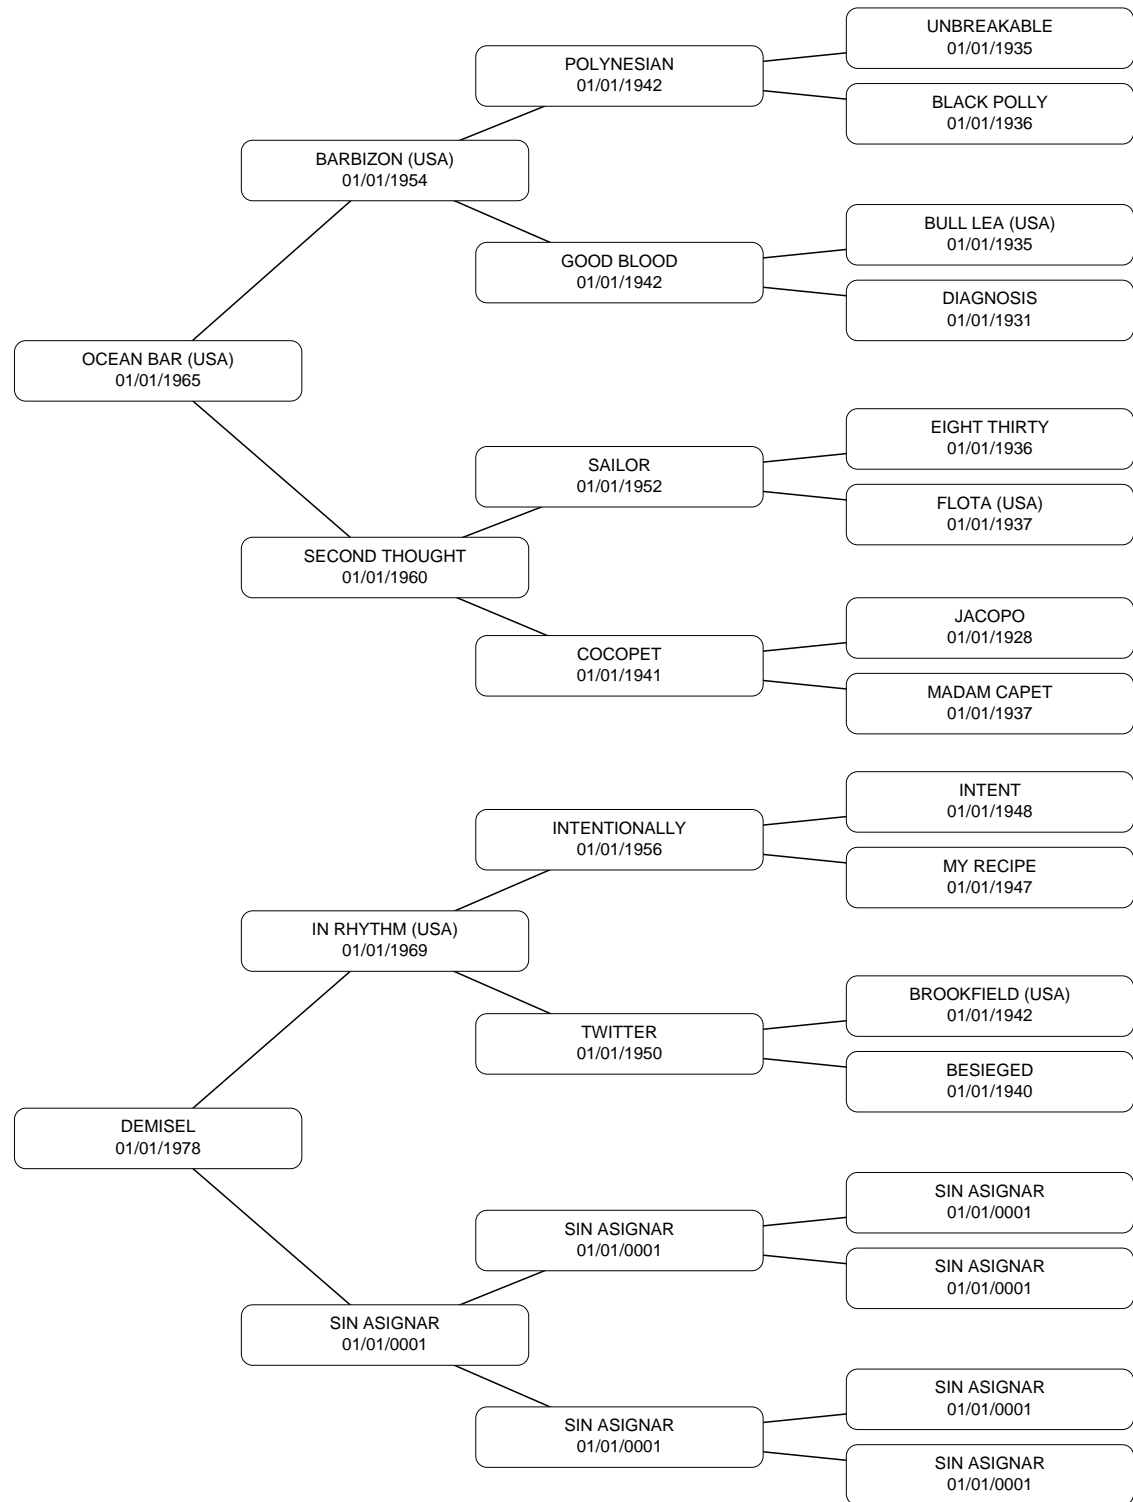 UNBREAKABLE
01/01/1935
POLYNESIAN
01/01/1942
BLACK POLLY
01/01/1936
BARBIZON (USA)
01/01/1954
BULL LEA (USA)
01/01/1935
GOOD BLOOD
01/01/1942
DIAGNOSIS
01/01/1931
OCEAN BAR (USA)
01/01/1965
EIGHT THIRTY
01/01/1936
SAILOR
01/01/1952
FLOTA (USA)
01/01/1937
SECOND THOUGHT
01/01/1960
JACOPO
01/01/1928
COCOPET
01/01/1941
MADAM CAPET
01/01/1937
INTENT
01/01/1948
INTENTIONALLY
01/01/1956
MY RECIPE
01/01/1947
IN RHYTHM (USA)
01/01/1969
BROOKFIELD (USA)
01/01/1942
TWITTER
01/01/1950
BESIEGED
01/01/1940
DEMISEL
01/01/1978
SIN ASIGNAR
01/01/0001
SIN ASIGNAR
01/01/0001
SIN ASIGNAR
01/01/0001
SIN ASIGNAR
01/01/0001
SIN ASIGNAR
01/01/0001
SIN ASIGNAR
01/01/0001
SIN ASIGNAR
01/01/0001